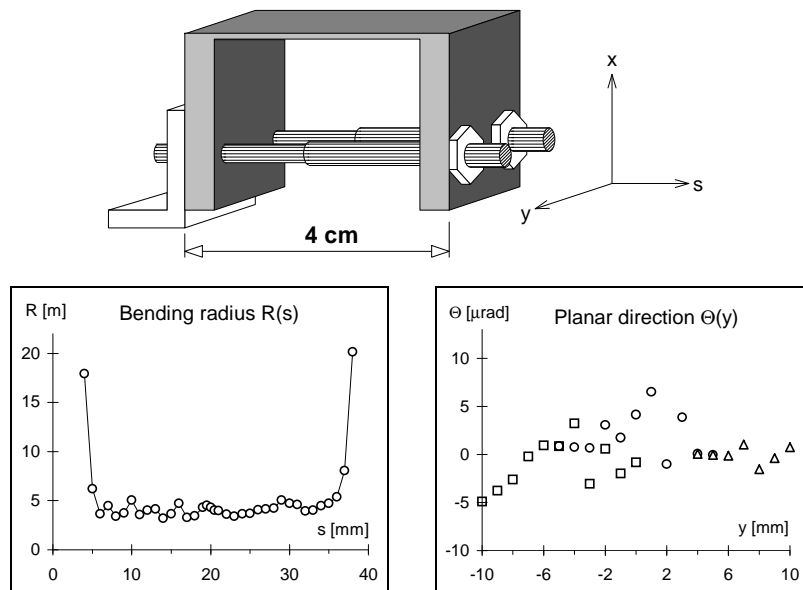 x
s
y
4 cm
R [m]
Bending radius R(s)
20
15
10
5
0
s [mm]
0
10
20
30
40
Θ [μrad]
Planar direction Θ(y)
10
5
0
-5
-10
y [mm]
-10
-6
-2
2
6
10